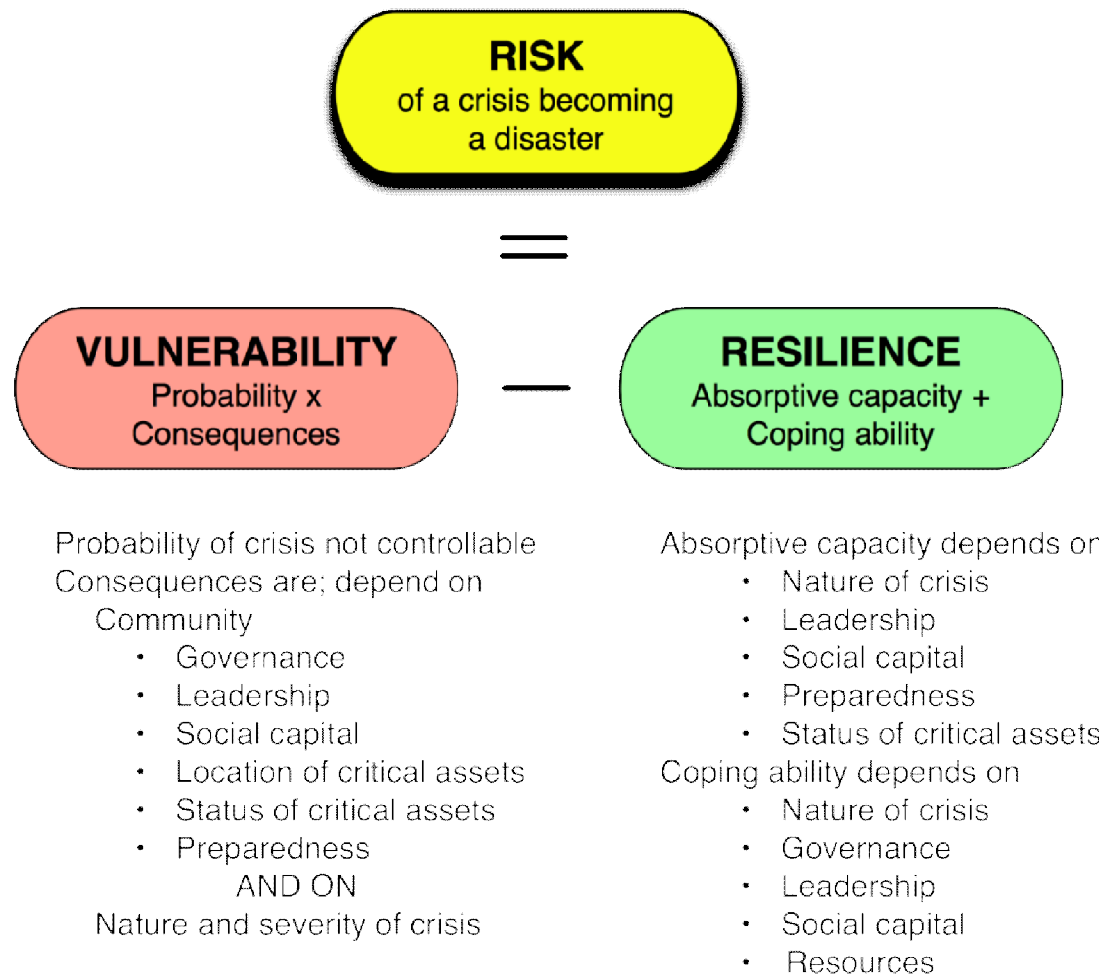 RISK
of a crisis becoming
a disaster
=
VULNERABILITY
Probability x
Consequences
—
RESILIENCE
Absorptive capacity +
Coping ability
Probability of crisis not controllable
Consequences are; depend on
Community
• Governance
• Leadership
• Social capital
• Location of critical assets
• Status of critical assets
• Preparedness
AND ON
Nature and severity of crisis
Absorptive capacity depends on
• Nature of crisis
• Leadership
• Social capital
• Preparedness
• Status of critical assets
Coping ability depends on
• Nature of crisis
• Governance
• Leadership
• Social capital
• Resources